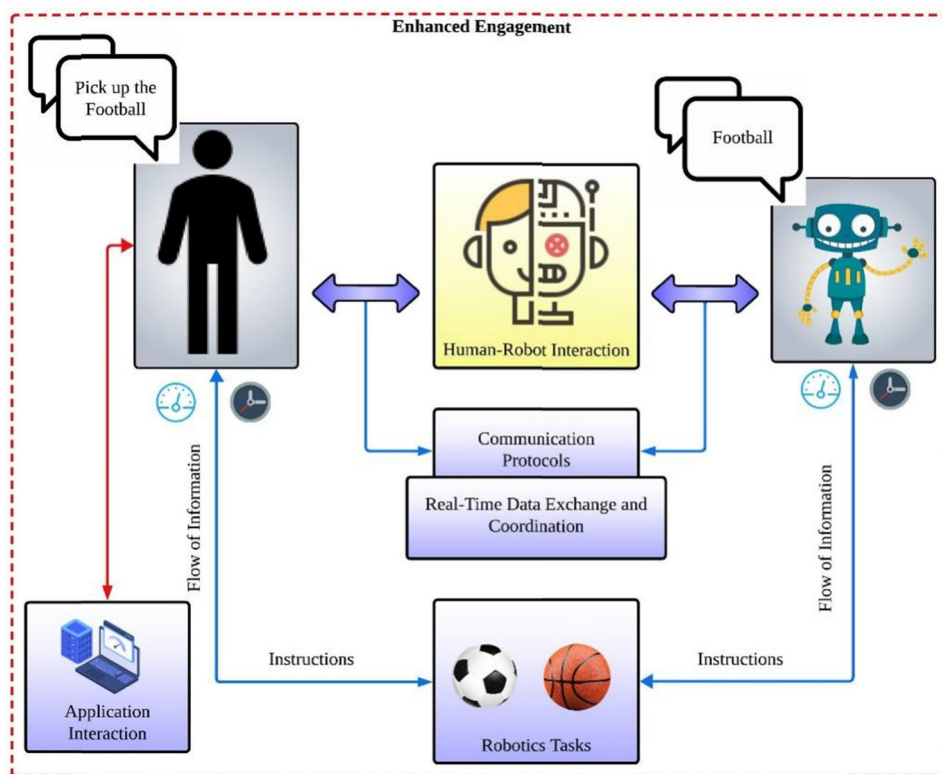 Enhanced Engagement
Pick up the
Football
Football
Human-Robot Interaction
Communication
Protocols
Real-Time Data Exchange and
Coordination
Flow of Information
Flow of Information
Instructions
Instructions
Application
Interaction
Robotics Tasks